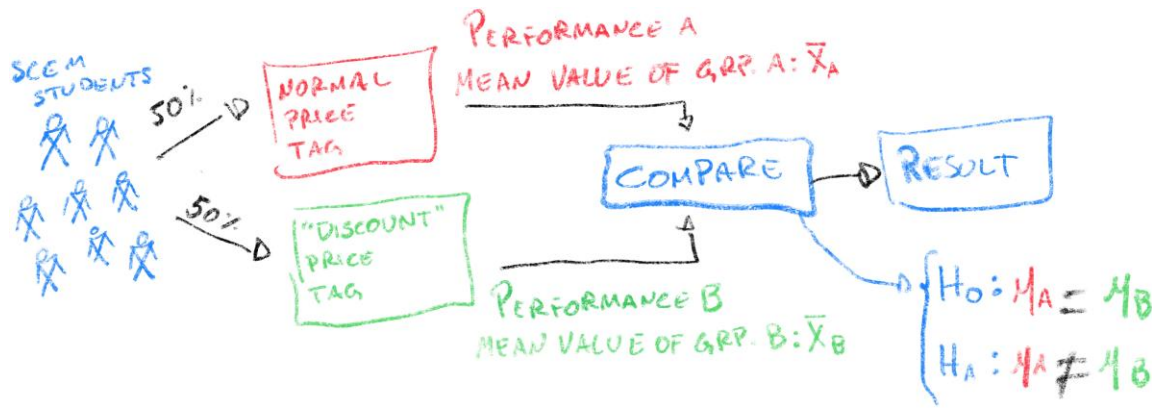 SCEM
STUDENTS
50%
50%
NORMAL
PRICE
TAG
PERFORMANCE A
MEAN VALUE OF GRP. A: X̄A
"DISCOUNT"
PRICE
TAG
PERFORMANCE B
MEAN VALUE OF GRP. B: X̄B
COMPARE
RESULT
H0: μA = μB
HA: μA ≠ μB